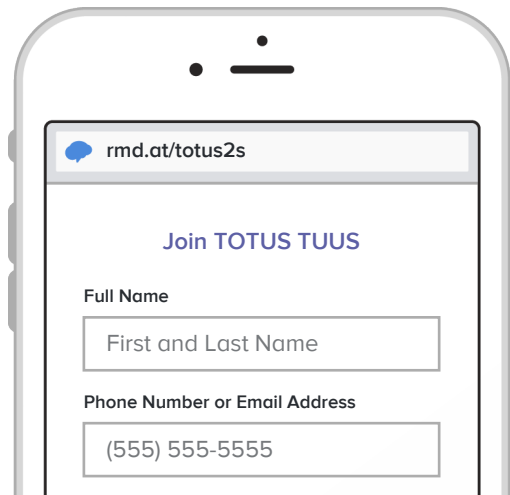 rmd.at/totus2s
Join TOTUS TUUS
Full Name
First and Last Name
Phone Number or Email Address
(555) 555-5555